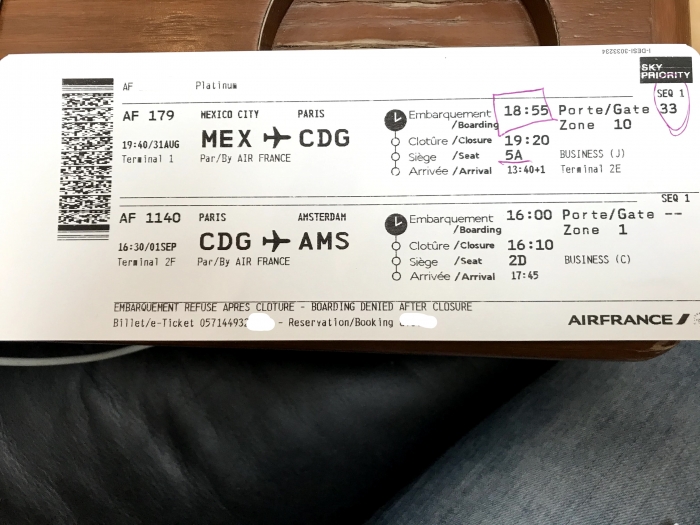 I-DESI-3033234
SKY
PRIORITY
AF Platinum SEQ 1
AF 179 MEXICO CITY PARIS Embarquement /Boarding 18:55 Porte/Gate 33
Zone 10
19:40/31AUG MEX CDG Clotûre /Closure 19:20
Terminal 1 Par/By AIR FRANCE Siège /Seat 5A BUSINESS (J)
Arrivée /Arrival 13:40+1 Terminal 2E
SEQ 1
AF 1140 PARIS AMSTERDAM Embarquement /Boarding 16:00 Porte/Gate --
Zone 1
16:30/01SEP CDG AMS Clotûre /Closure 16:10
Terminal 2F Par/By AIR FRANCE Siège /Seat 2D BUSINESS (C)
Arrivée /Arrival 17:45
EMBARQUEMENT REFUSE APRES CLOTURE - BOARDING DENIED AFTER CLOSURE
Billet/e-Ticket 057144932 - Reservation/Booking
AIRFRANCE